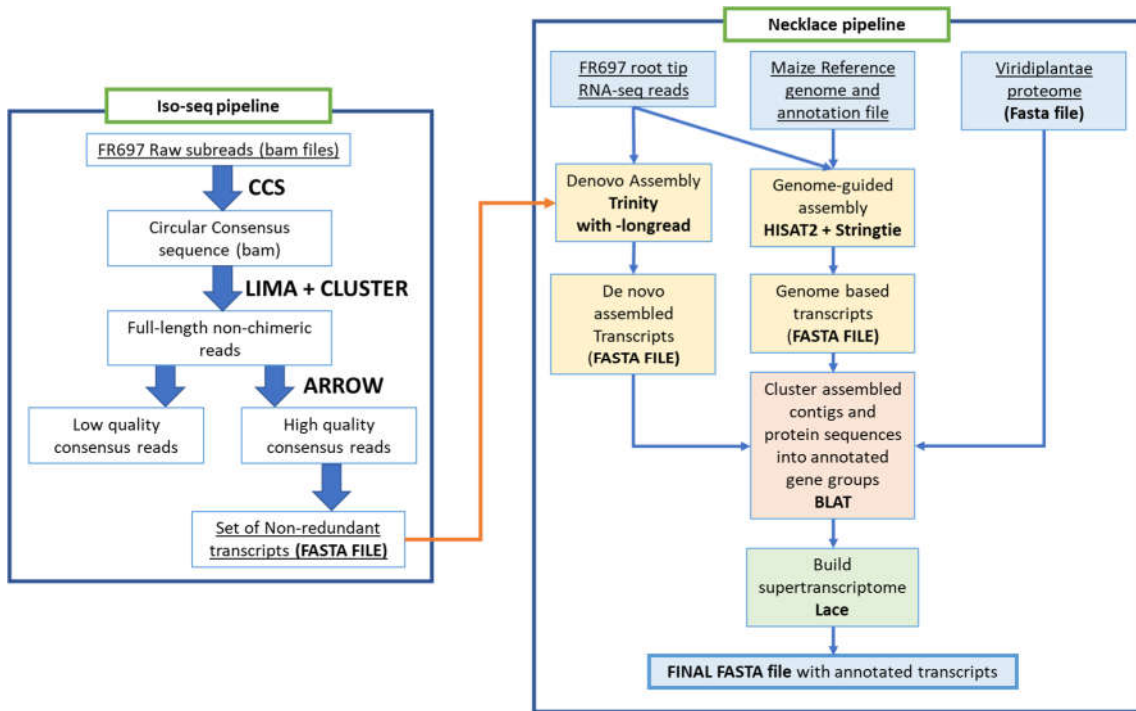 Iso-seq pipeline
FR697 Raw subreads (bam files)
CCS
Circular Consensus
sequence (bam)
LIMA + CLUSTER
Full-length non-chimeric
reads
ARROW
Low quality
consensus reads
High quality
consensus reads
Set of Non-redundant
transcripts (FASTA FILE)
Necklace pipeline
FR697 root tip
RNA-seq reads
Maize Reference
genome and
annotation file
Viridiplantae
proteome
(Fasta file)
Denovo Assembly
Trinity
with -longread
Genome-guided
assembly
HISAT2 + Stringtie
De novo
assembled
Transcripts
(FASTA FILE)
Genome based
transcripts
(FASTA FILE)
Cluster assembled
contigs and
protein sequences
into annotated
gene groups
BLAT
Build
supertranscriptome
Lace
FINAL FASTA file with annotated transcripts